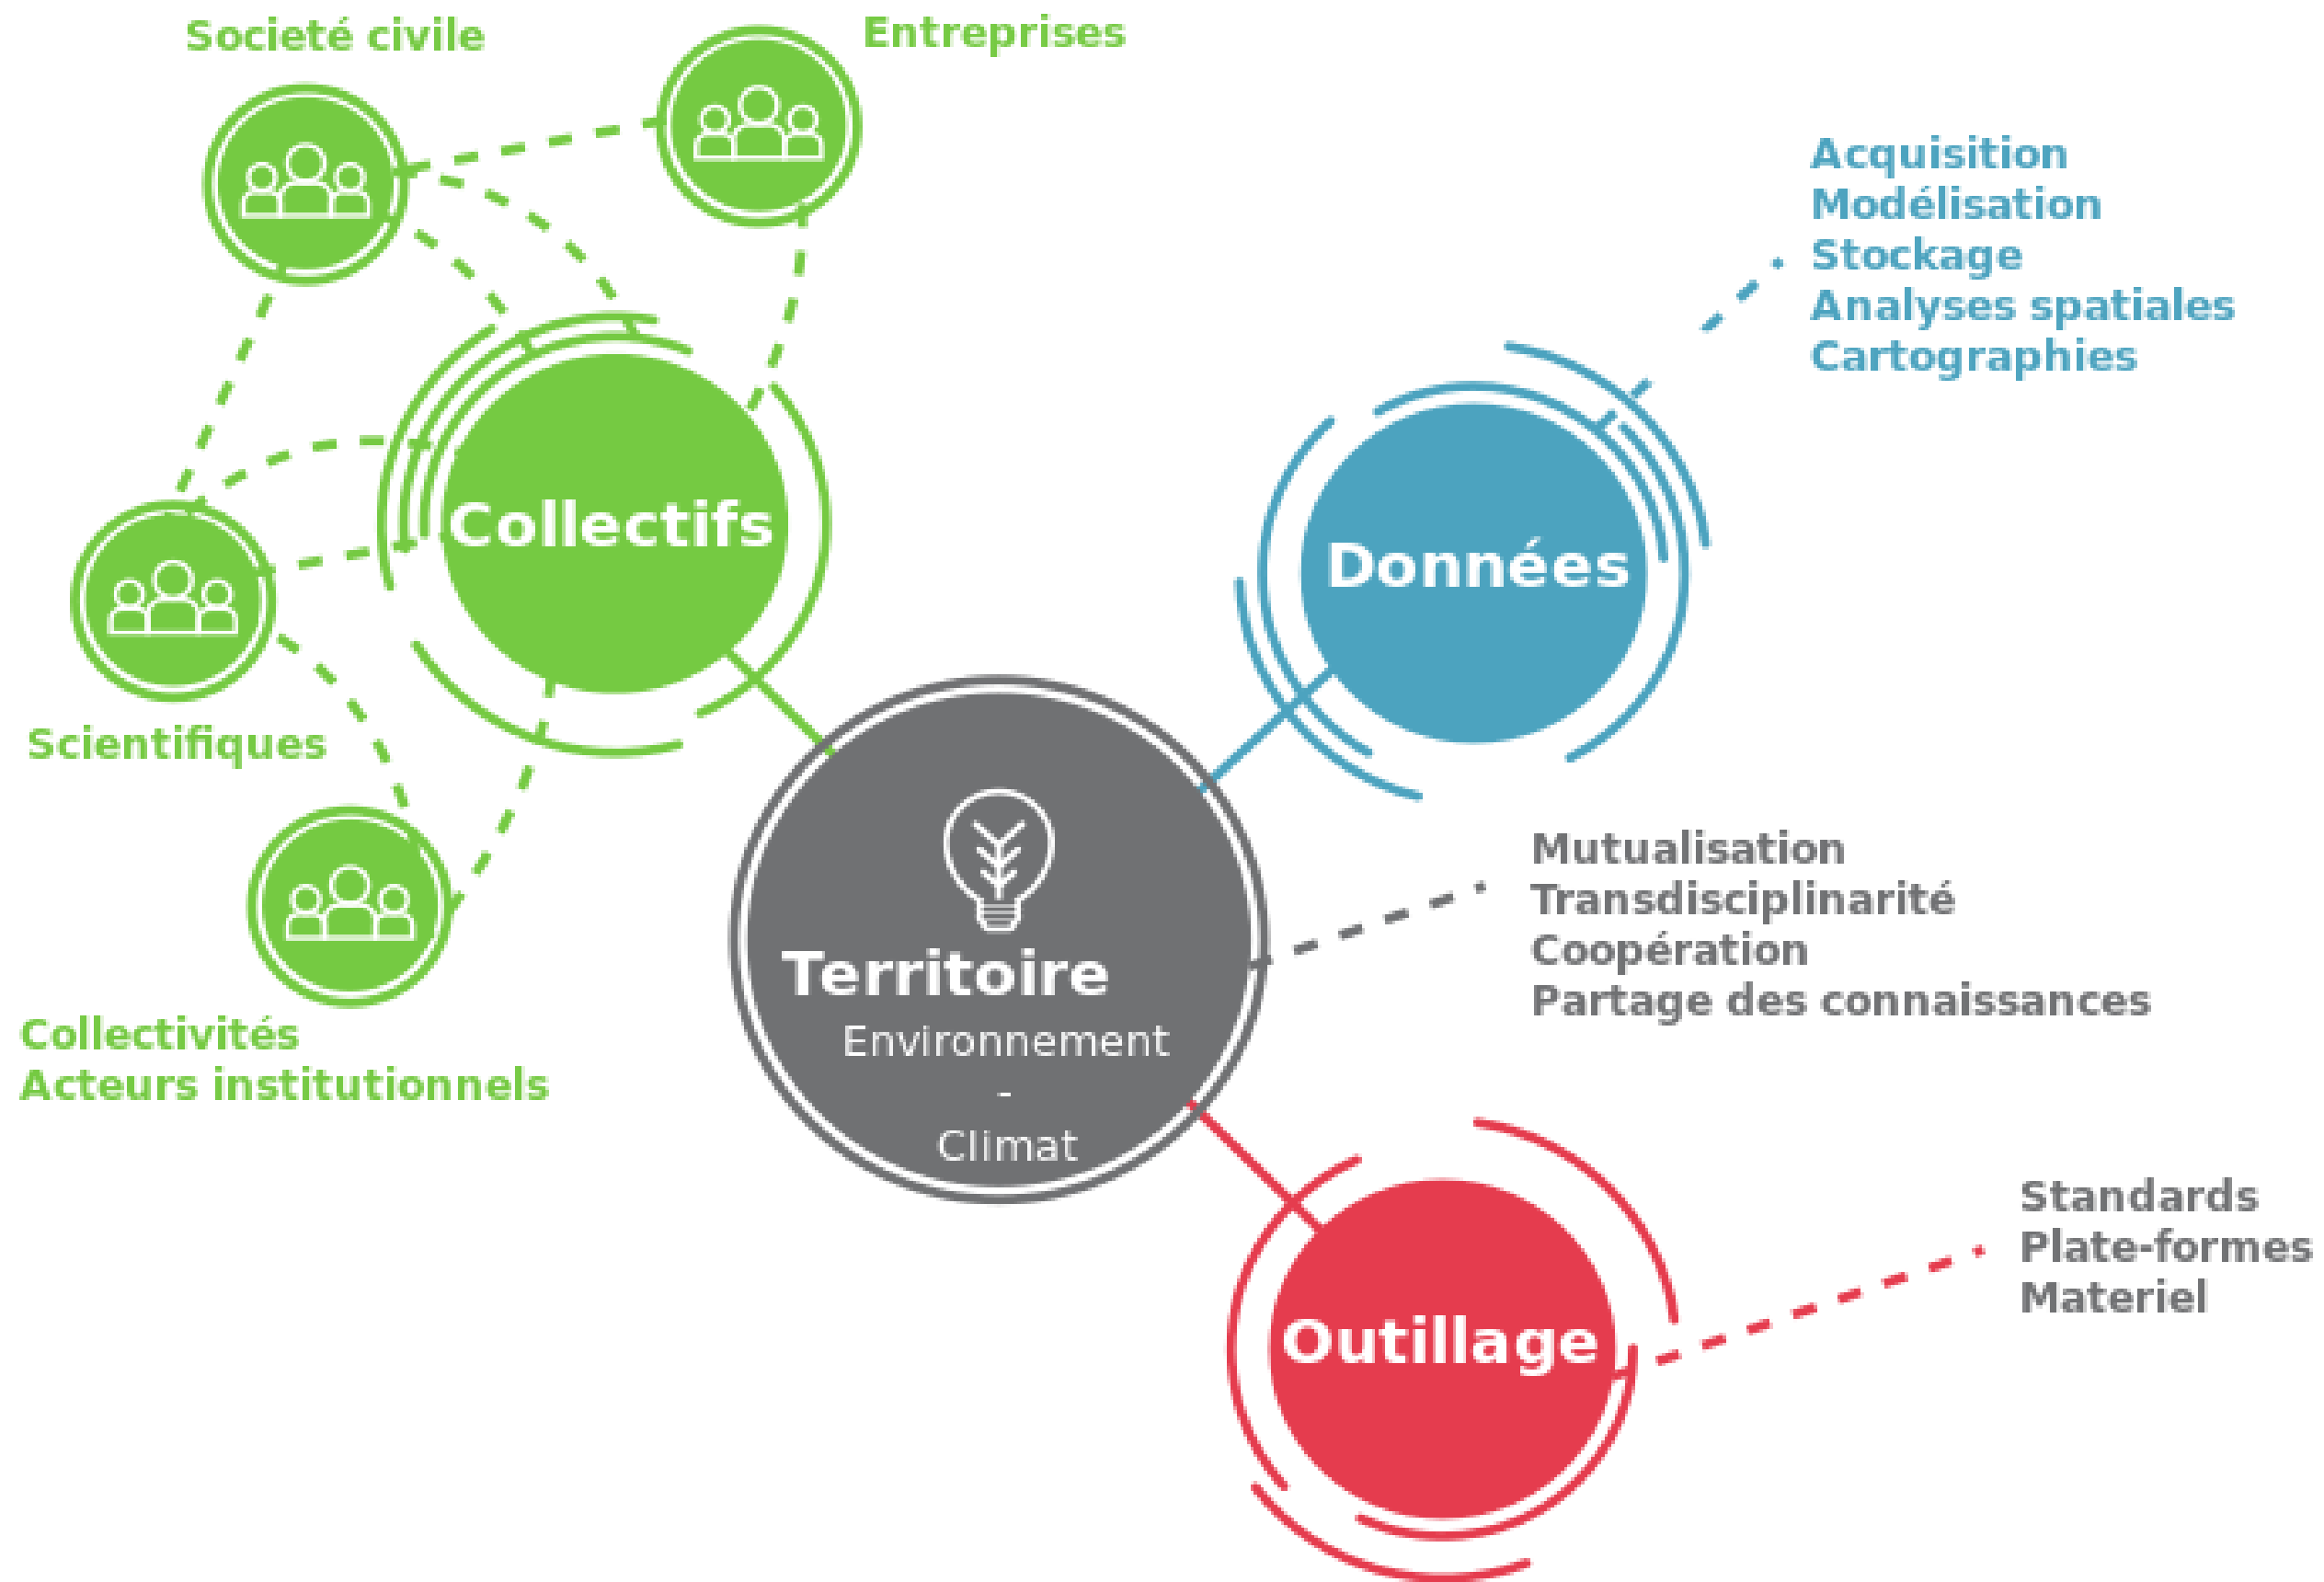 Societé civile
Entreprises
Acquisition
Modélisation
Stockage
Analyses spatiales
Cartographies
Collectifs
Données
Scientifiques
Mutualisation
Transdisciplinarité
Coopération
Partage des connaissances
Territoire
Environnement
-
Climat
Collectivités
Acteurs institutionnels
Standards
Plate-formes
Materiel
Outillage